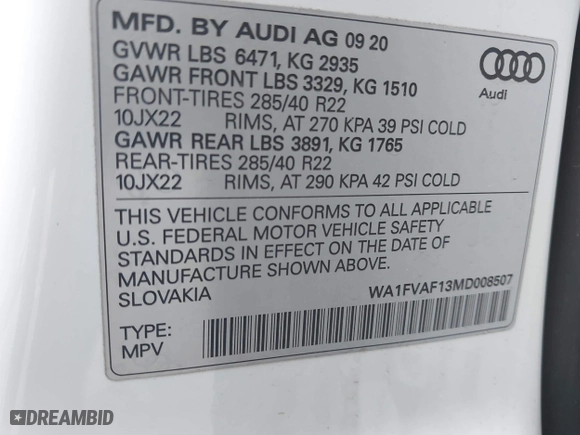 MFD. BY AUDI AG 09 20
GVWR LBS 6471, KG 2935
GAWR FRONT LBS 3329, KG 1510
FRONT-TIRES 285/40 R22
10JX22 RIMS, AT 270 KPA 39 PSI COLD
GAWR REAR LBS 3891, KG 1765
REAR-TIRES 285/40 R22
10JX22 RIMS, AT 290 KPA 42 PSI COLD
Audi
THIS VEHICLE CONFORMS TO ALL APPLICABLE
U.S. FEDERAL MOTOR VEHICLE SAFETY
STANDARDS IN EFFECT ON THE DATE OF
MANUFACTURE SHOWN ABOVE.
SLOVAKIA
WA1FVAF13MD008507
TYPE:
MPV
DREAMBID